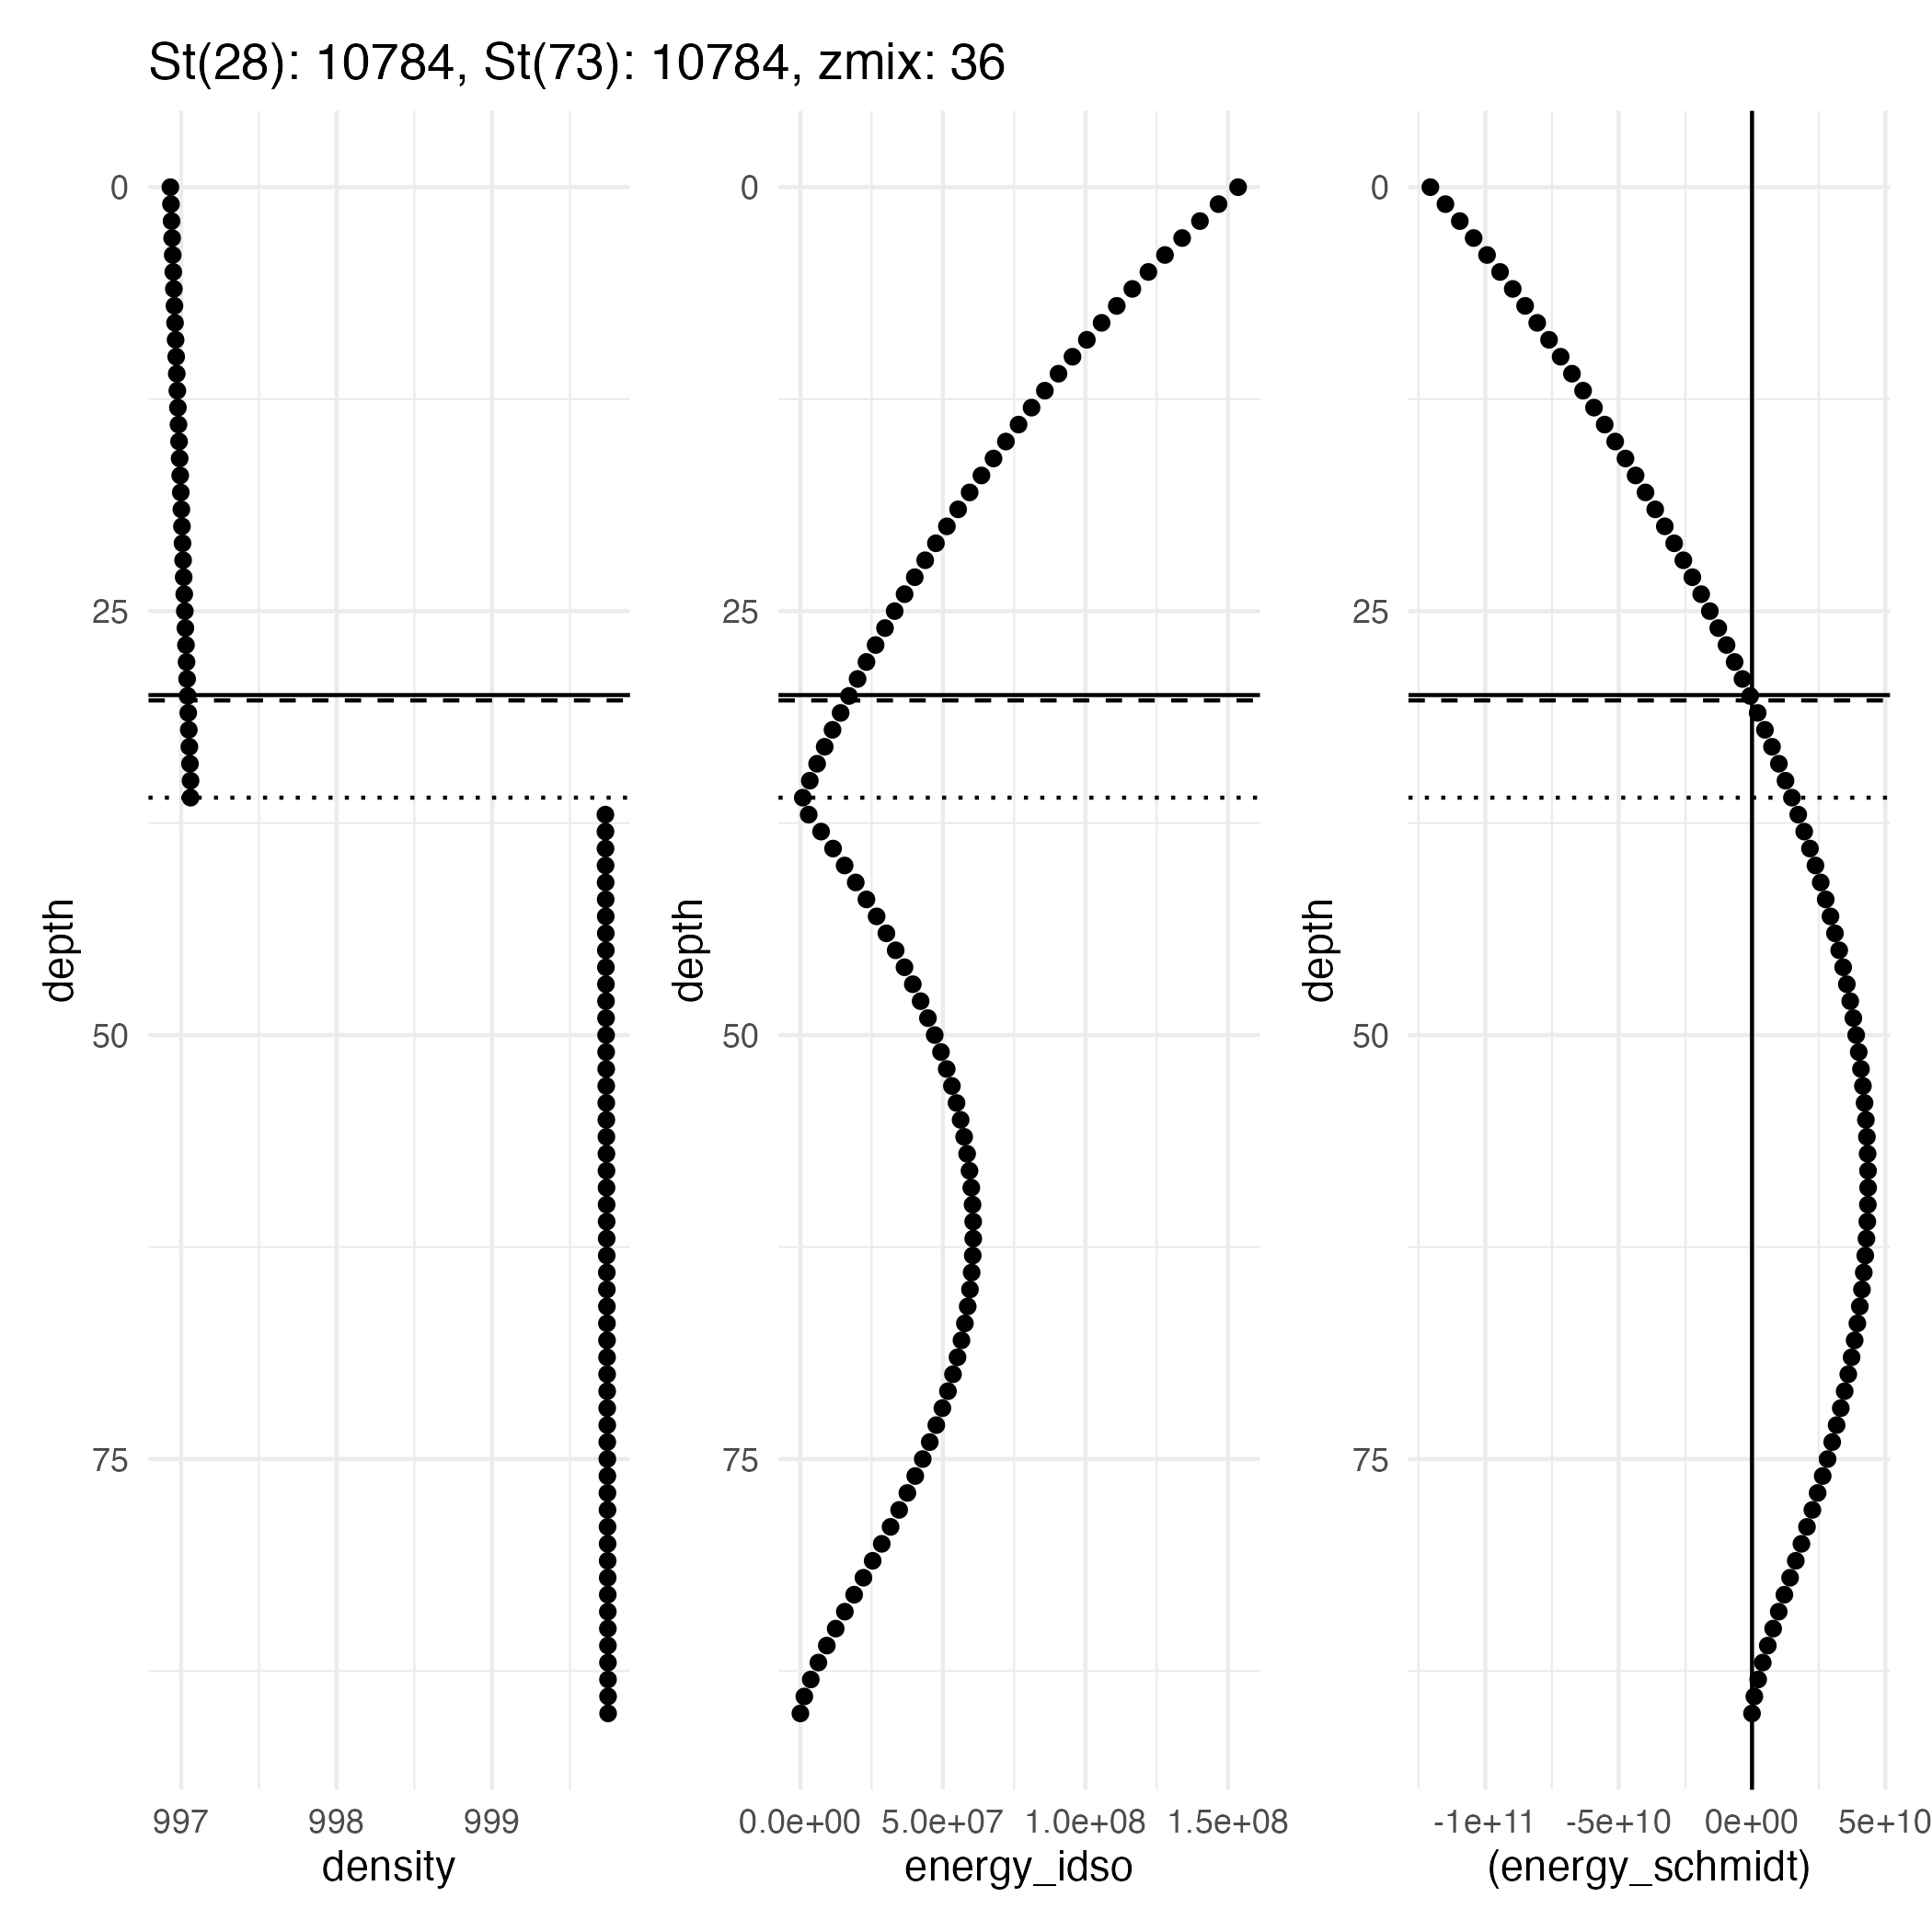 St(28): 10784, St(73): 10784, zmix: 36
0
25
50
75
depth
997 998 999
density
0
25
50
75
depth
0.0e+00 5.0e+07 1.0e+08 1.5e+08
energy_idso
0
25
50
75
depth
-1e+11 -5e+10 0e+00 5e+10
(energy_schmidt)